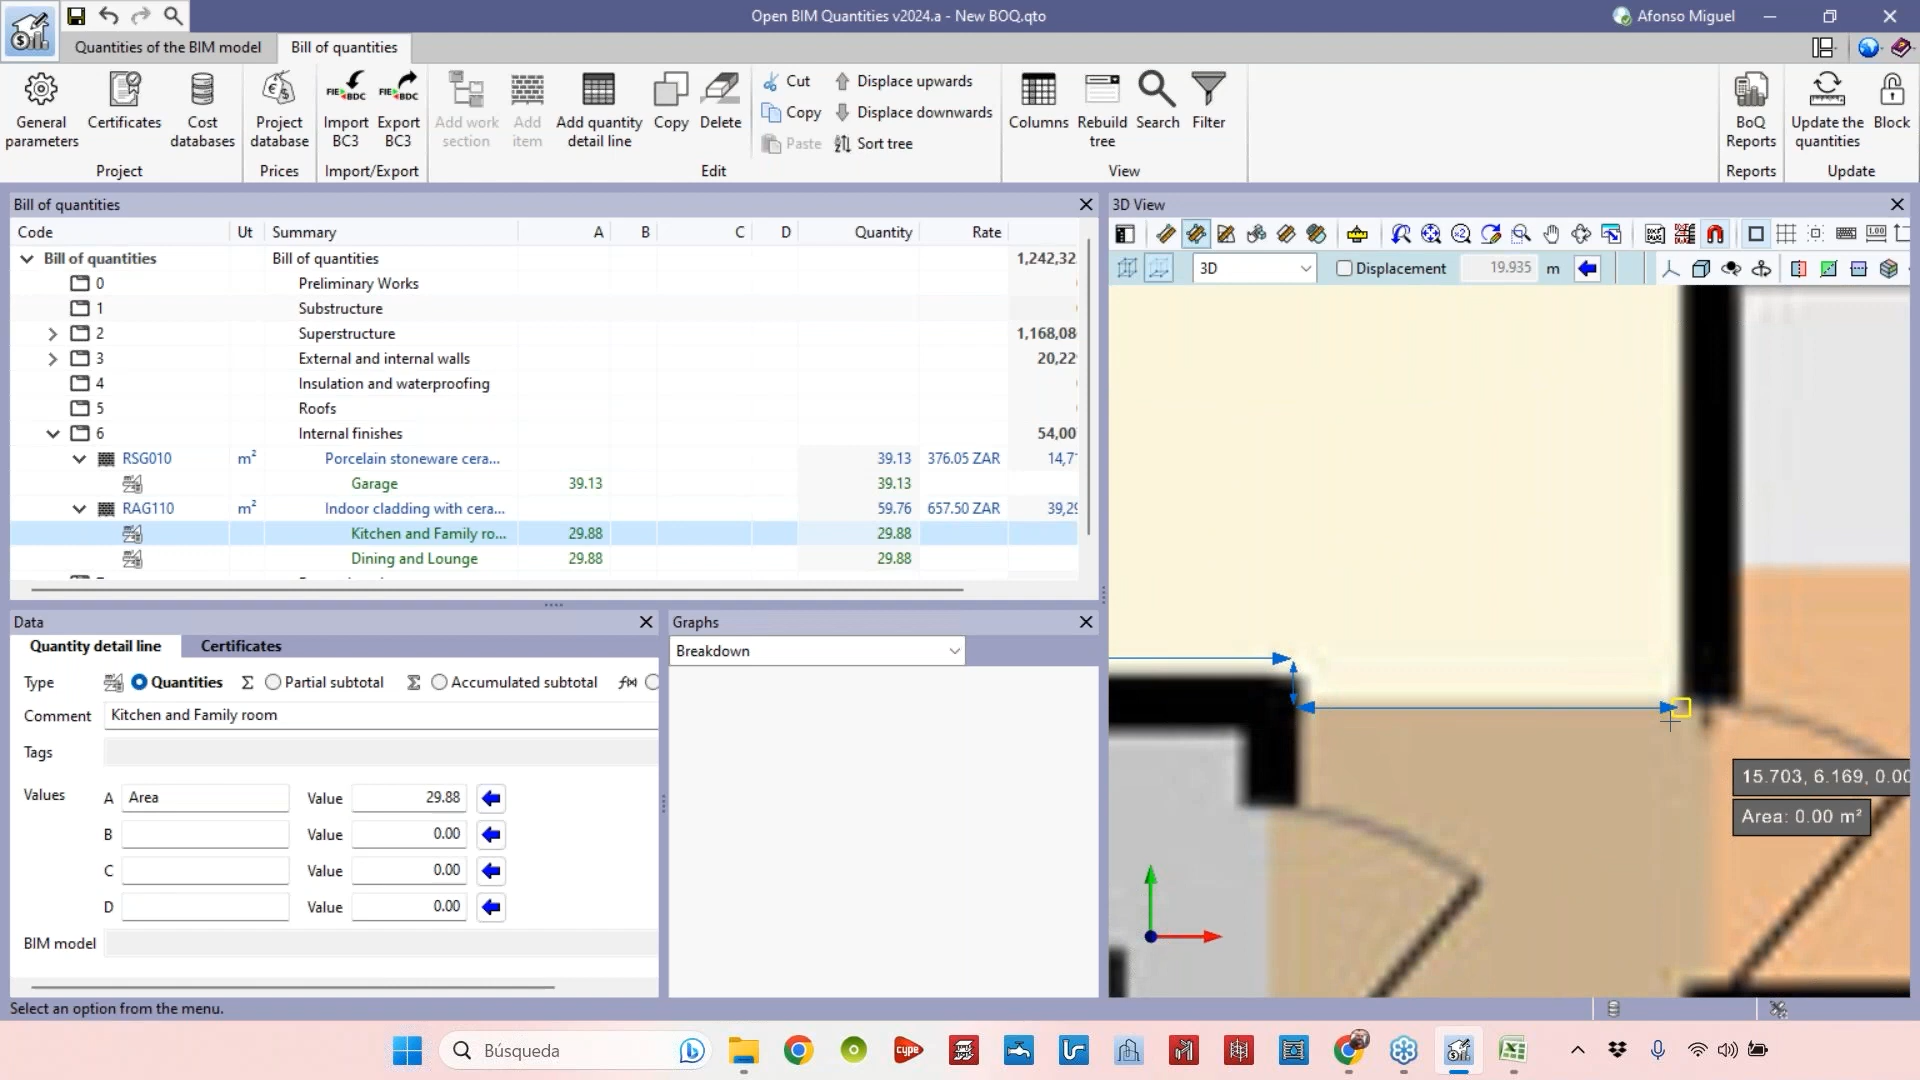 Open BIM Quantities v2024.a - New BOQ.qto
Afonso Miguel
Quantities of the BIM model
Bill of quantities
General parameters
Certificates
Cost databases
Project
Project database
Prices
FIE BDC
Import BC3
FIE BDC
Export BC3
Import/Export
Add work section
Add item
Add quantity detail line
Copy
Delete
Cut
Copy
Paste
Displace upwards
Displace downwards
Sort tree
Edit
Columns
Rebuild tree
Search
Filter
View
BoQ Reports
Reports
Update the quantities
Block
Update
Bill of quantities
Code Ut Summary A B C D Quantity Rate
Bill of quantities Bill of quantities 1,242,32
0 Preliminary Works
1 Substructure
2 Superstructure 1,168,08
3 External and internal walls 20,22
4 Insulation and waterproofing
5 Roofs
6 Internal finishes 54,00
RSG010 m² Porcelain stoneware cera... 39.13 376.05 ZAR 14,7
Garage 39.13 39.13
RAG110 m² Indoor cladding with cera... 59.76 657.50 ZAR 39,29
Kitchen and Family ro... 29.88 29.88
Dining and Lounge 29.88 29.88
Data
Quantity detail line Certificates
Type Quantities Σ Partial subtotal Σ Accumulated subtotal f(x)
Comment Kitchen and Family room
Tags
Values A Area Value 29.88
B Value 0.00
C Value 0.00
D Value 0.00
BIM model
Graphs
Breakdown
3D View
3D Displacement 19.935 m
15.703, 6.169, 0.00
Area: 0.00 m²
Select an option from the menu.
Búsqueda
cype